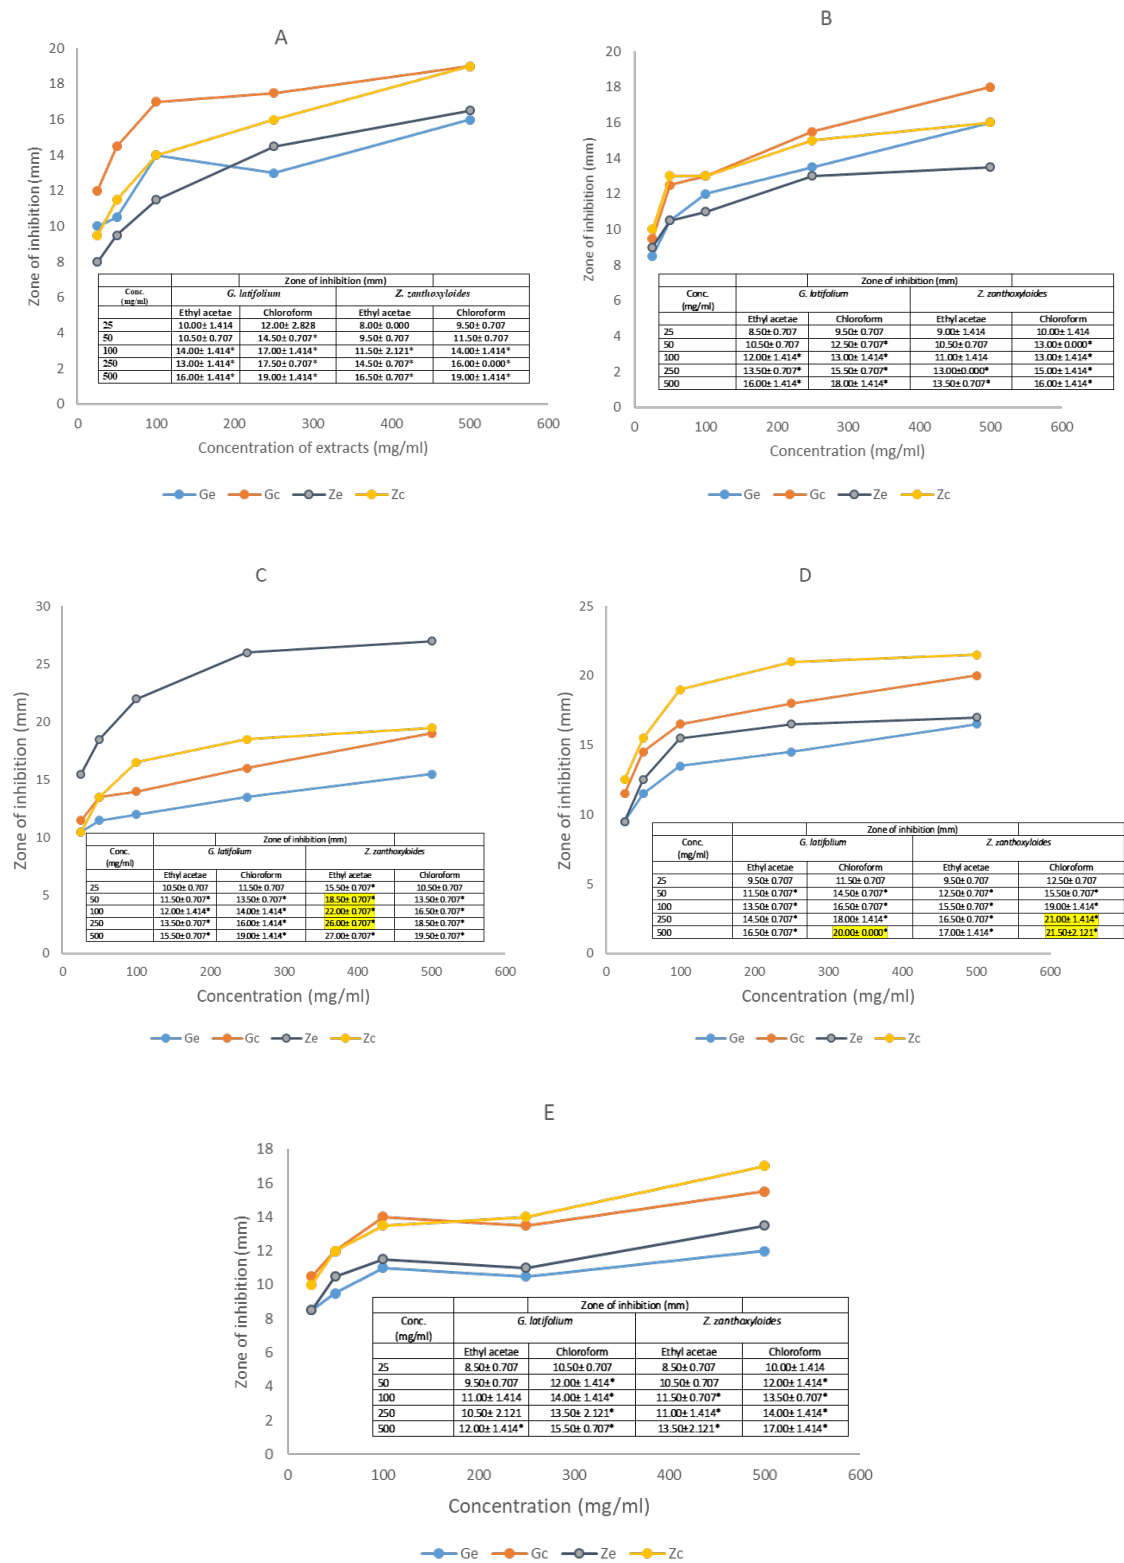 A
20
18
16
14
12
10
8
6
4
2
0
Zone of inhibition (mm)
Zone of inhibition (mm)
Conc. (mg/ml) G. latifolium Z. zanthoxyloides
Ethyl acetae Chloroform Ethyl acetae Chloroform
25 10.00± 1.414 12.00± 2.828 8.00± 0.000 9.50± 0.707
50 10.50± 0.707 14.50± 0.707* 9.50± 0.707 11.50± 0.707
100 14.00± 1.414* 17.00± 1.414* 11.50± 2.121* 14.00± 1.414*
250 13.00± 1.414* 17.50± 0.707* 14.50± 0.707* 16.00± 0.000*
500 16.00± 1.414* 19.00± 1.414* 16.50± 0.707* 19.00± 1.414*
0 100 200 300 400 500 600
Concentration of extracts (mg/ml)
Ge Gc Ze Zc
B
20
18
16
14
12
10
8
6
4
2
0
Zone of inhibition (mm)
Zone of inhibition (mm)
Conc. (mg/ml) G. latifolium Z. zanthoxyloides
Ethyl acetae Chloroform Ethyl acetae Chloroform
25 8.50± 0.707 9.50± 0.707 9.00± 1.414 10.00± 1.414
50 10.50± 0.707 12.50± 0.707* 10.50± 0.707 13.00± 0.000*
100 12.00± 1.414* 13.00± 1.414* 11.00± 1.414 13.00± 1.414*
250 13.50± 0.707* 15.50± 0.707* 13.00±0.000* 15.00± 1.414*
500 16.00± 1.414* 18.00± 1.414* 13.50± 0.707* 16.00± 1.414*
0 100 200 300 400 500 600
Concentration (mg/ml)
Ge Gc Ze Zc
C
30
25
20
15
10
5
0
Zone of inhibition (mm)
Zone of inhibition (mm)
Conc. (mg/ml) G. latifolium Z. zanthoxyloides
Ethyl acetae Chloroform Ethyl acetae Chloroform
25 10.50± 0.707 11.50± 0.707 15.50± 0.707* 10.50± 0.707
50 11.50± 0.707* 13.50± 0.707* 18.50± 0.707* 13.50± 0.707*
100 12.00± 1.414* 14.00± 1.414* 22.00± 0.707* 16.50± 0.707*
250 13.50± 0.707* 16.00± 1.414* 26.00± 0.707* 18.50± 0.707*
500 15.50± 0.707* 19.00± 1.414* 27.00± 0.707* 19.50± 0.707*
0 100 200 300 400 500 600
Concentration (mg/ml)
Ge Gc Ze Zc
D
25
20
15
10
5
0
Zone of inhibition (mm)
Zone of inhibition (mm)
Conc. (mg/ml) G. latifolium Z. zanthoxyloides
Ethyl acetae Chloroform Ethyl acetae Chloroform
25 9.50± 0.707 11.50± 0.707 9.50± 0.707 12.50± 0.707
50 11.50± 0.707* 14.50± 0.707* 12.50± 0.707* 15.50± 0.707*
100 13.50± 0.707* 16.50± 0.707* 15.50± 0.707* 19.00± 1.414*
250 14.50± 0.707* 18.00± 1.414* 16.50± 0.707* 21.00± 1.414*
500 16.50± 0.707* 20.00± 0.000* 17.00± 1.414* 21.50±2.121*
0 100 200 300 400 500 600
Concentration (mg/ml)
Ge Gc Ze Zc
E
18
16
14
12
10
8
6
4
2
0
Zone of inhibition (mm)
Zone of inhibition (mm)
Conc. (mg/ml) G. latifolium Z. zanthoxyloides
Ethyl acetae Chloroform Ethyl acetae Chloroform
25 8.50± 0.707 10.50± 0.707 8.50± 0.707 10.00± 1.414
50 9.50± 0.707 12.00± 1.414* 10.50± 0.707 12.00± 1.414*
100 11.00± 1.414 14.00± 1.414* 11.50± 0.707* 13.50± 0.707*
250 10.50± 2.121 13.50± 2.121* 11.00± 1.414* 14.00± 1.414*
500 12.00± 1.414* 15.50± 0.707* 13.50±2.121* 17.00± 1.414*
0 100 200 300 400 500 600
Concentration (mg/ml)
Ge Gc Ze Zc